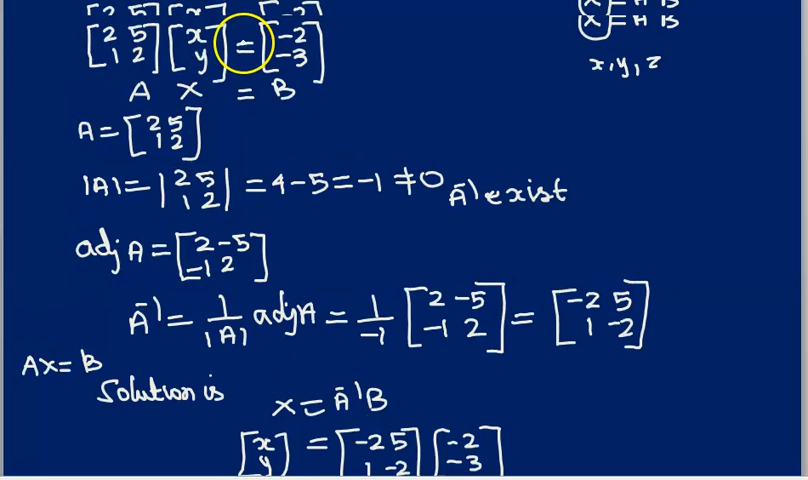 [2 5 1 2] [x y] = [-2 -3]
x, y, z
A X = B
A = [2 5 1 2]
|A| = |2 5 1 2| = 4 - 5 = -1 ≠ 0 A⁻¹ exist
adj A = [2 -5 -1 2]
A⁻¹ = 1/|A| adj A = 1/-1 [2 -5 -1 2] = [-2 5 1 -2]
AX = B
Solution is
X = A⁻¹B
[x y] = [-2 5 1 -2] [-2 -3]